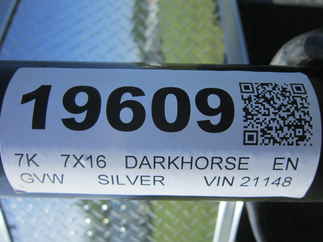 19609
7K 7X16 DARKHORSE EN
GVW SILVER VIN 21148